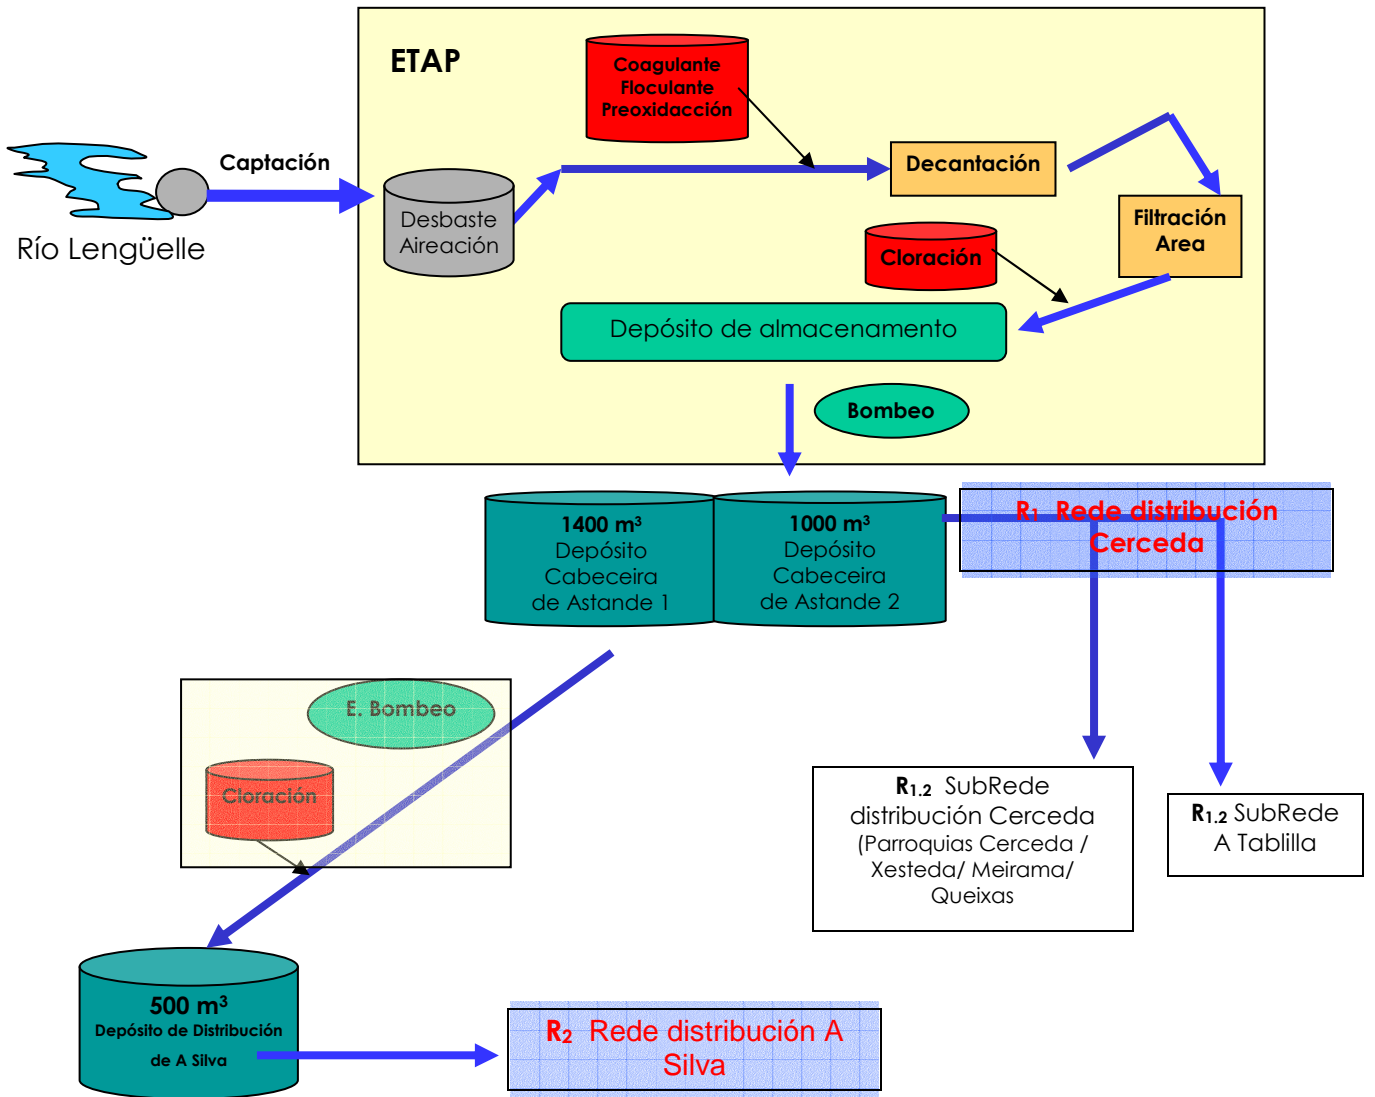 ETAP
Coagulante
Floculante
Preoxidacción
Captación
Decantación
Desbaste
Aireación
Filtración
Area
Río Lengüelle
Cloración
Depósito de almacenamento
Bombeo
1400 m³
Depósito
Cabeceira
de Astande 1
1000 m³
Depósito
Cabeceira
de Astande 2
R₁ Rede distribución
Cerceda
E. Bombeo
Cloración
R₁.₂ SubRede
distribución Cerceda
(Parroquias Cerceda /
Xesteda/ Meirama/
Queixas
R₁.₂ SubRede
A Tablilla
500 m³
Depósito de Distribución
de A Silva
R₂ Rede distribución A
Silva